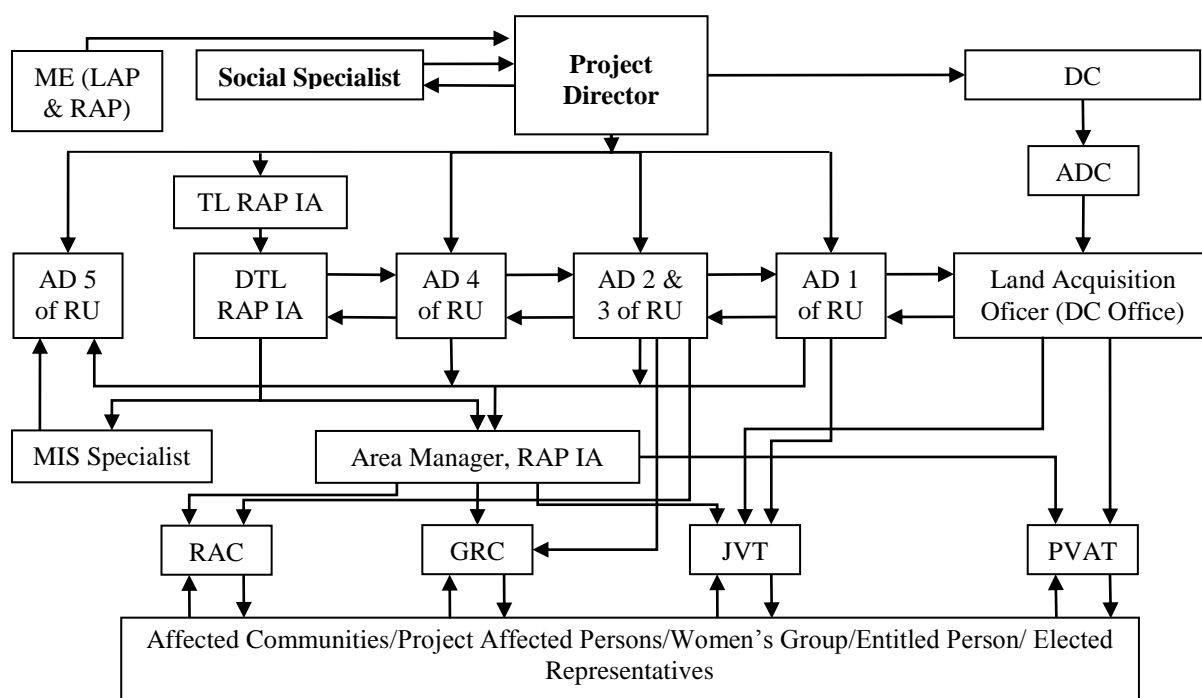 ME (LAP
& RAP)
Social Specialist
Project
Director
DC
ADC
TL RAP IA
AD 5
of RU
DTL
RAP IA
AD 4
of RU
AD 2 &
3 of RU
AD 1
of RU
Land Acquisition
Oficer (DC Office)
MIS Specialist
Area Manager, RAP IA
RAC
GRC
JVT
PVAT
Affected Communities/Project Affected Persons/Women’s Group/Entitled Person/ Elected
Representatives